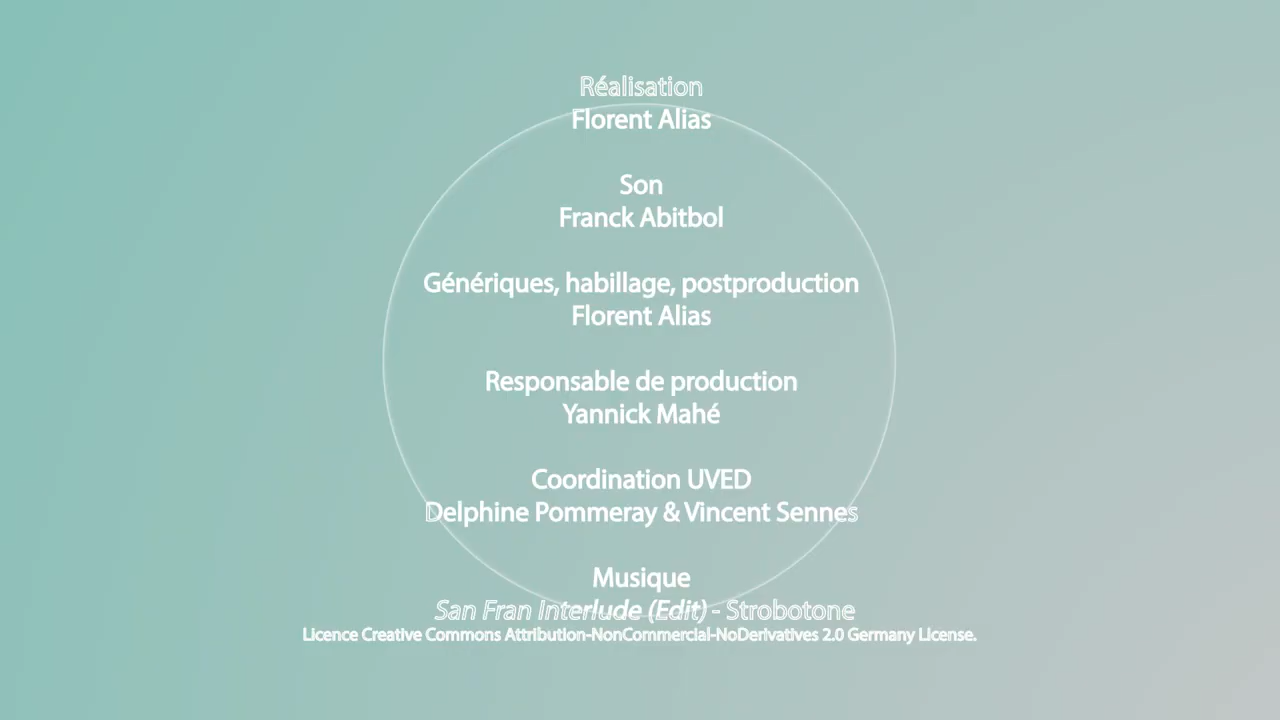 Réalisation
Florent Alias
Son
Franck Abitbol
Génériques, habillage, postproduction
Florent Alias
Responsable de production
Yannick Mahé
Coordination UVED
Delphine Pommeray & Vincent Sennes
Musique
San Fran Interlude (Edit) - Strobotone
Licence Creative Commons Attribution-NonCommercial-NoDerivatives 2.0 Germany License.